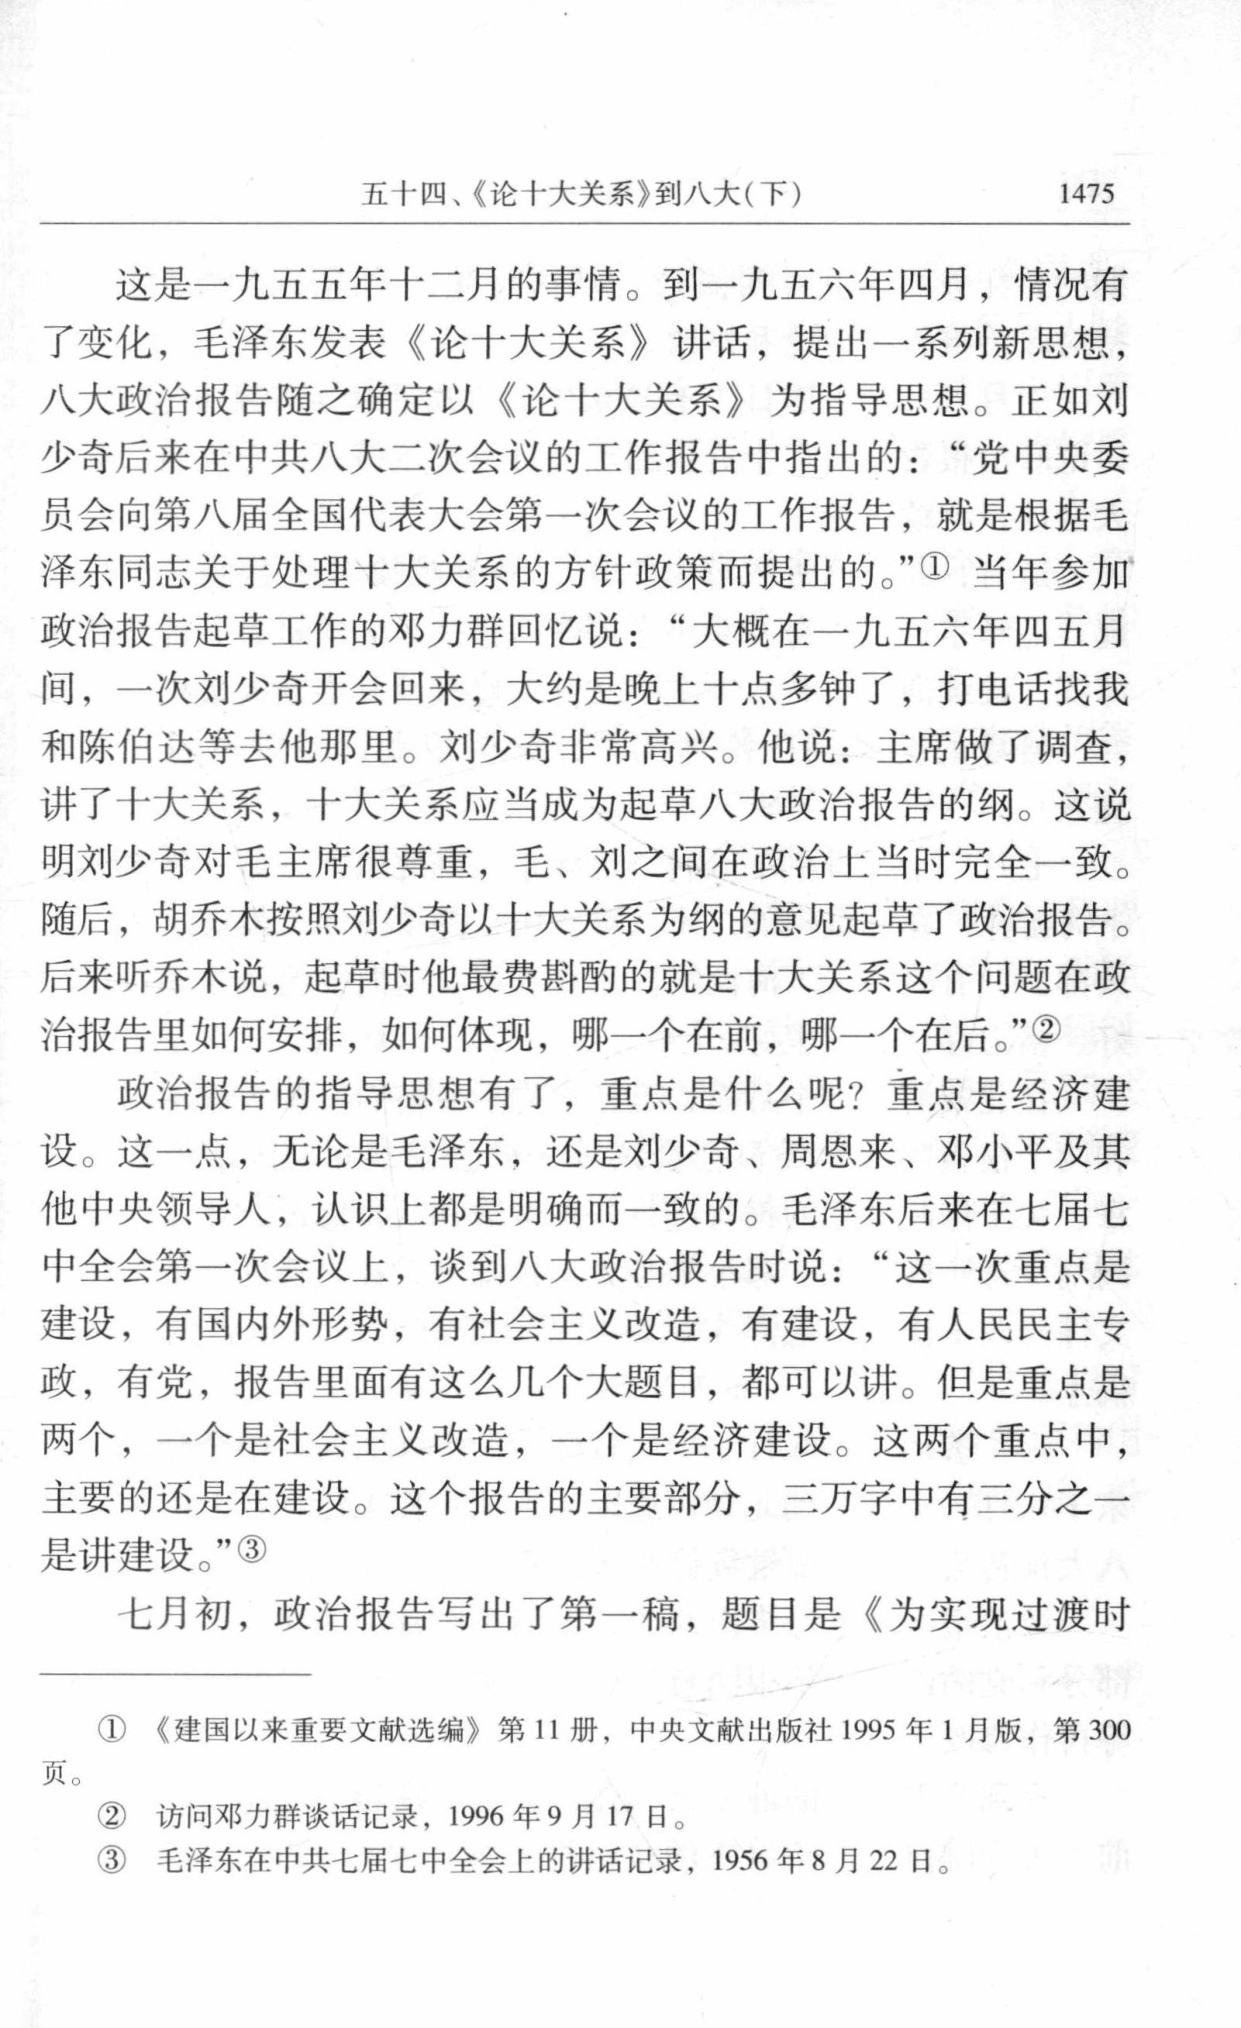 五十四、《论十大关系》到八大(下) 1475
这是一九五五年十二月的事情。到一九五六年四月，情况有
了变化，毛泽东发表《论十大关系》讲话，提出一系列新思想，
八大政治报告随之确定以《论十大关系》为指导思想。正如刘
少奇后来在中共八大二次会议的工作报告中指出的：“党中央委
员会向第八届全国代表大会第一次会议的工作报告，就是根据毛
泽东同志关于处理十大关系的方针政策而提出的。”① 当年参加
政治报告起草工作的邓力群回忆说：“大概在一九五六年四五月
间，一次刘少奇开会回来，大约是晚上十点多钟了，打电话找我
和陈伯达等去他那里。刘少奇非常高兴。他说：主席做了调查，
讲了十大关系，十大关系应当成为起草八大政治报告的纲。这说
明刘少奇对毛主席很尊重，毛、刘之间在政治上当时完全一致。
随后，胡乔木按照刘少奇以十大关系为纲的意见起草了政治报告。
后来听乔木说，起草时他最费斟酌的就是十大关系这个问题在政
治报告里如何安排，如何体现，哪一个在前，哪一个在后。”②
政治报告的指导思想有了，重点是什么呢？重点是经济建
设。这一点，无论是毛泽东，还是刘少奇、周恩来、邓小平及其
他中央领导人，认识上都是明确而一致的。毛泽东后来在七届七
中全会第一次会议上，谈到八大政治报告时说：“这一次重点是
建设，有国内外形势，有社会主义改造，有建设，有人民民主专
政，有党，报告里面有这么几个大题目，都可以讲。但是重点是
两个，一个是社会主义改造，一个是经济建设。这两个重点中，
主要的还是在建设。这个报告的主要部分，三万字中有三分之一
是讲建设。”③
七月初，政治报告写出了第一稿，题目是《为实现过渡时
① 《建国以来重要文献选编》第 11 册，中央文献出版社 1995 年 1 月版，第 300
页。
② 访问邓力群谈话记录，1996 年 9 月 17 日。
③ 毛泽东在中共七届七中全会上的讲话记录，1956 年 8 月 22 日。